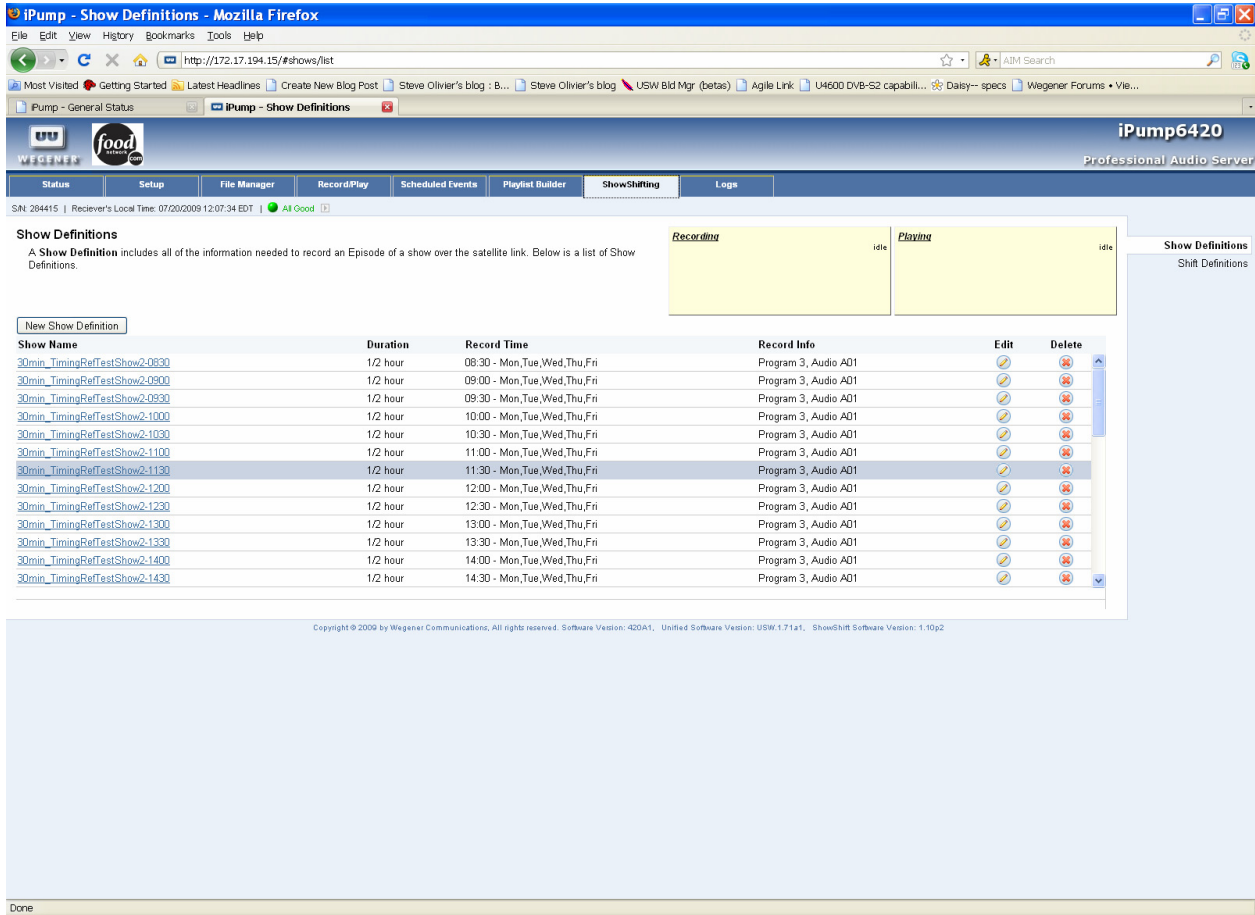 iPump - Show Definitions - Mozilla Firefox
File Edit View History Bookmarks Tools Help
http://172.17.194.15/#shows/list
AIM Search
Most Visited Getting Started Latest Headlines Create New Blog Post Steve Olivier's blog : B... Steve Olivier's blog USW Bld Mgr (betas) Agile Link U4600 DVB-S2 capabili... Daisy-- specs Wegener Forums • Vie...
iPump - General Status
iPump - Show Definitions
WEGENER
food network .com
iPump6420
Professional Audio Server
Status Setup File Manager Record/Play Scheduled Events Playlist Builder ShowShifting Logs
S/N: 284415 | Reciever's Local Time: 07/20/2009 12:07:34 EDT | All Good
Show Definitions
A Show Definition includes all of the information needed to record an Episode of a show over the satellite link. Below is a list of Show
Definitions.
Recording
idle
Playing
idle
Show Definitions
Shift Definitions
New Show Definition
Show Name Duration Record Time Record Info Edit Delete
30min_TimingRefTestShow2-0830 1/2 hour 08:30 - Mon,Tue,Wed,Thu,Fri Program 3, Audio A01
30min_TimingRefTestShow2-0900 1/2 hour 09:00 - Mon,Tue,Wed,Thu,Fri Program 3, Audio A01
30min_TimingRefTestShow2-0930 1/2 hour 09:30 - Mon,Tue,Wed,Thu,Fri Program 3, Audio A01
30min_TimingRefTestShow2-1000 1/2 hour 10:00 - Mon,Tue,Wed,Thu,Fri Program 3, Audio A01
30min_TimingRefTestShow2-1030 1/2 hour 10:30 - Mon,Tue,Wed,Thu,Fri Program 3, Audio A01
30min_TimingRefTestShow2-1100 1/2 hour 11:00 - Mon,Tue,Wed,Thu,Fri Program 3, Audio A01
30min_TimingRefTestShow2-1130 1/2 hour 11:30 - Mon,Tue,Wed,Thu,Fri Program 3, Audio A01
30min_TimingRefTestShow2-1200 1/2 hour 12:00 - Mon,Tue,Wed,Thu,Fri Program 3, Audio A01
30min_TimingRefTestShow2-1230 1/2 hour 12:30 - Mon,Tue,Wed,Thu,Fri Program 3, Audio A01
30min_TimingRefTestShow2-1300 1/2 hour 13:00 - Mon,Tue,Wed,Thu,Fri Program 3, Audio A01
30min_TimingRefTestShow2-1330 1/2 hour 13:30 - Mon,Tue,Wed,Thu,Fri Program 3, Audio A01
30min_TimingRefTestShow2-1400 1/2 hour 14:00 - Mon,Tue,Wed,Thu,Fri Program 3, Audio A01
30min_TimingRefTestShow2-1430 1/2 hour 14:30 - Mon,Tue,Wed,Thu,Fri Program 3, Audio A01
Copyright © 2009 by Wegener Communications, All rights reserved. Software Version: 420A1, Unified Software Version: USW.1.71a1, ShowShift Software Version: 1.10p2
Done